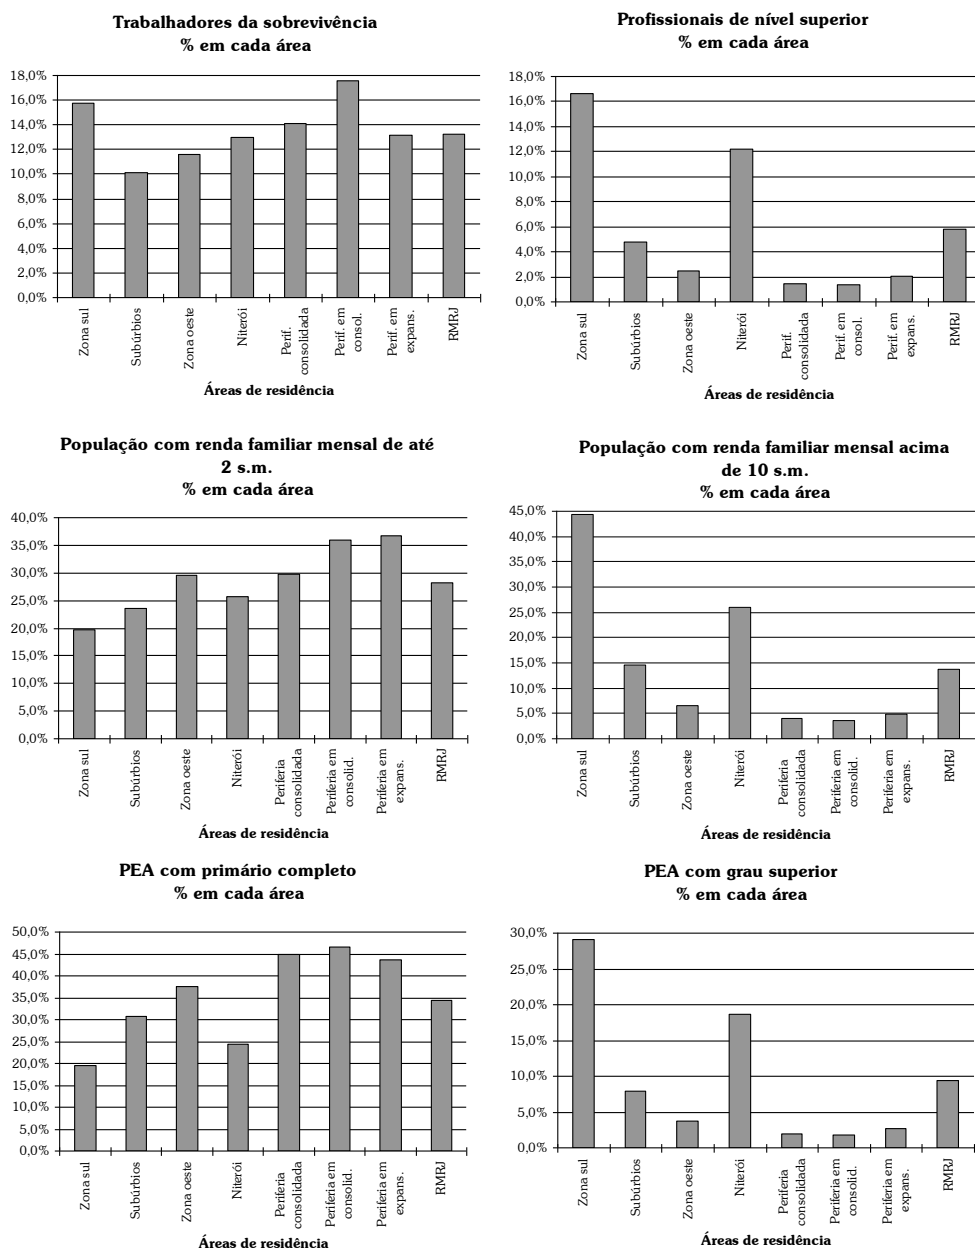 Trabalhadores da sobrevivência
% em cada área
18,0%
16,0%
14,0%
12,0%
10,0%
8,0%
6,0%
4,0%
2,0%
0,0%
Zona sul
Subúrbios
Zona oeste
Niterói
Perif.
consolidada
Perif. em
consol.
Perif. em
expans.
RMRJ
Áreas de residência
Profissionais de nível superior
% em cada área
18,0%
16,0%
14,0%
12,0%
10,0%
8,0%
6,0%
4,0%
2,0%
0,0%
Zona sul
Subúrbios
Zona oeste
Niterói
Perif.
consolidada
Perif. em
consol.
Perif. em
expans.
RMRJ
Áreas de residência
População com renda familiar mensal de até
2 s.m.
% em cada área
40,0%
35,0%
30,0%
25,0%
20,0%
15,0%
10,0%
5,0%
0,0%
Zona sul
Subúrbios
Zona oeste
Niterói
Periferia
consolidada
Periferia em
consolid.
Periferia em
expans.
RMRJ
Áreas de residência
População com renda familiar mensal acima
de 10 s.m.
% em cada área
45,0%
40,0%
35,0%
30,0%
25,0%
20,0%
15,0%
10,0%
5,0%
0,0%
Zona sul
Subúrbios
Zona oeste
Niterói
Periferia
consolidada
Periferia em
consolid.
Periferia em
expans.
RMRJ
Áreas de residência
PEA com primário completo
% em cada área
50,0%
45,0%
40,0%
35,0%
30,0%
25,0%
20,0%
15,0%
10,0%
5,0%
0,0%
Zona sul
Subúrbios
Zona oeste
Niterói
Periferia
consolidada
Periferia em
consolid.
Periferia em
expans.
RMRJ
Áreas de residência
PEA com grau superior
% em cada área
30,0%
25,0%
20,0%
15,0%
10,0%
5,0%
0,0%
Zona sul
Subúrbios
Zona oeste
Niterói
Periferia
consolidada
Periferia em
consolid.
Periferia em
expans.
RMRJ
Áreas de residência